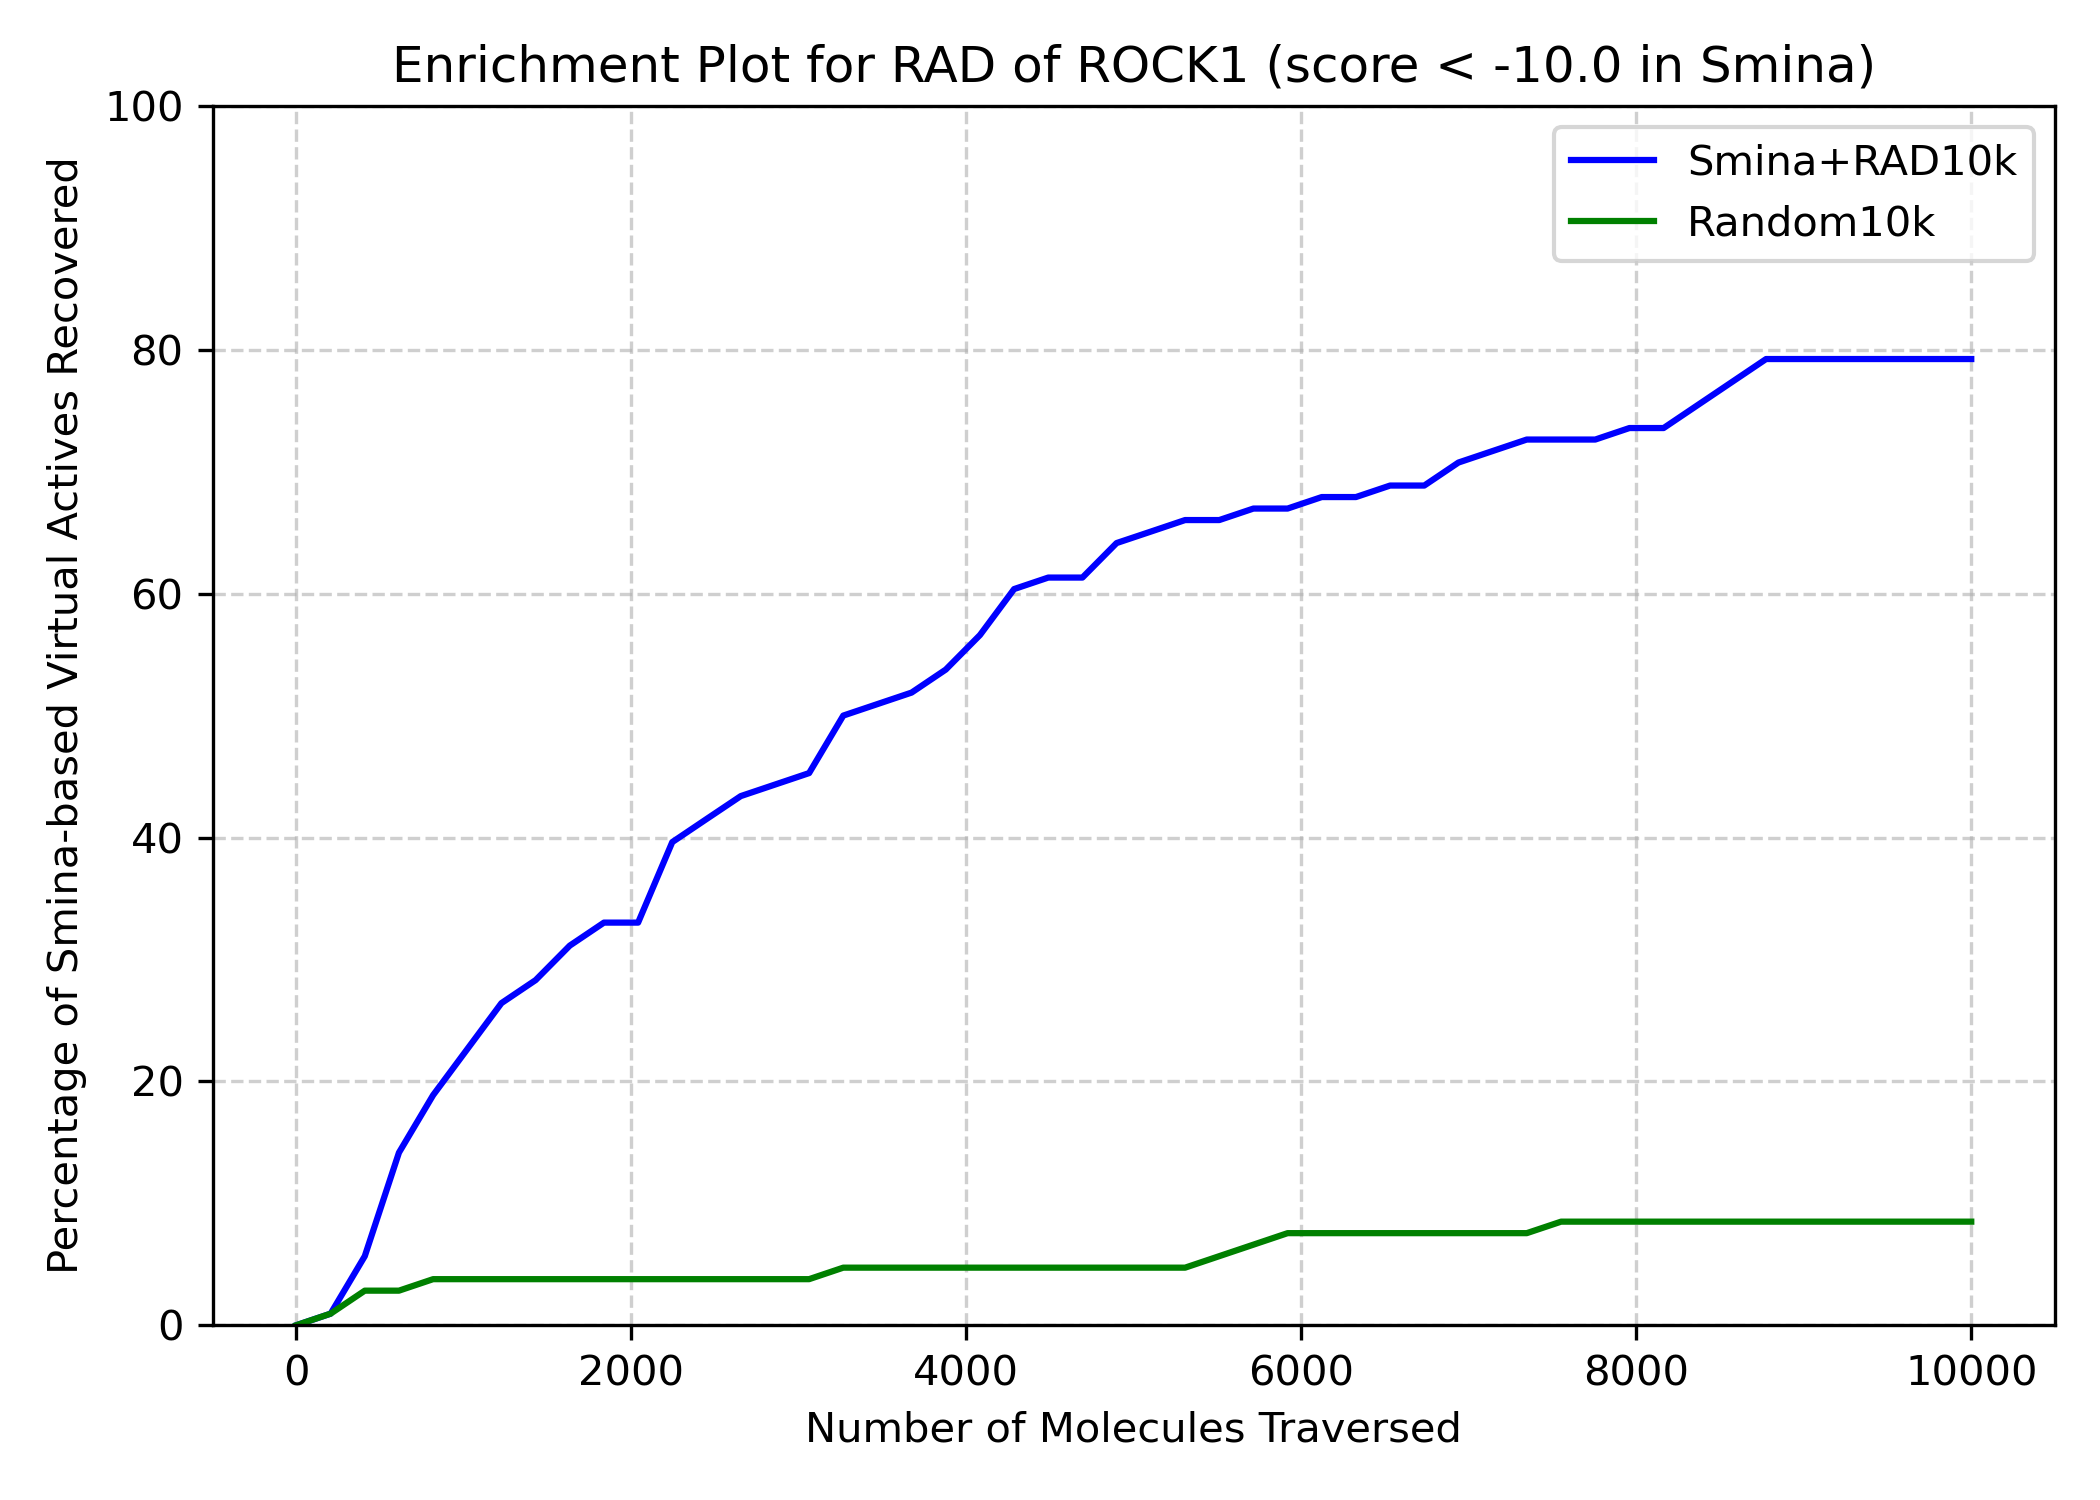 Enrichment Plot for RAD of ROCK1 (score < -10.0 in Smina)
Percentage of Smina-based Virtual Actives Recovered
100
80
60
40
20
0
Smina+RAD10k
Random10k
0 2000 4000 6000 8000 10000
Number of Molecules Traversed